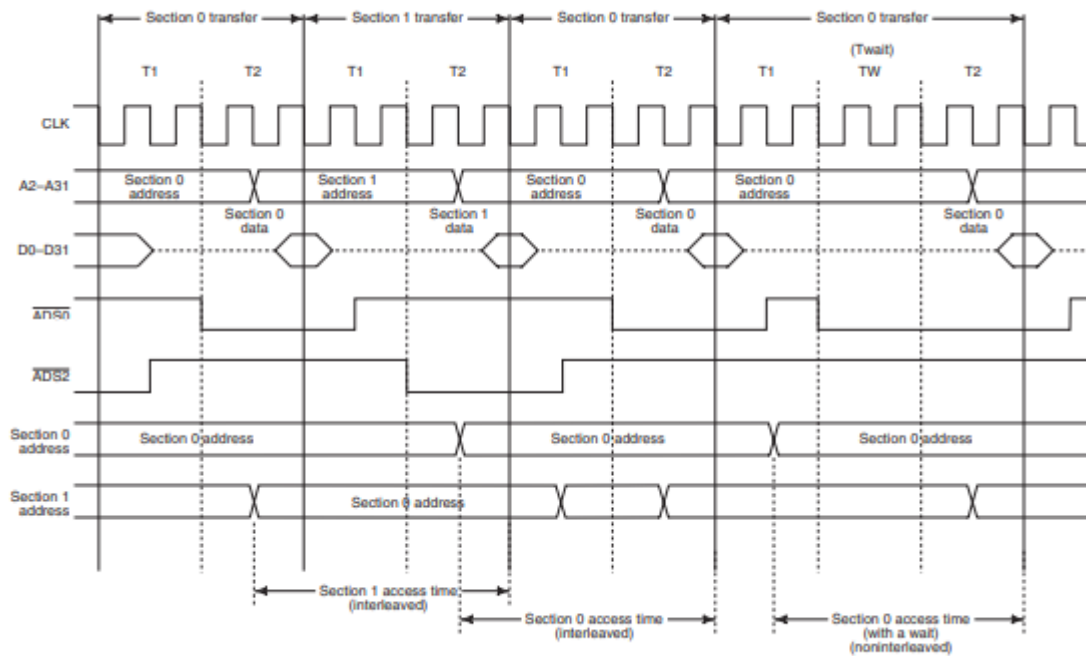 Section 0 transfer Section 1 transfer Section 0 transfer Section 0 transfer
(Twait)
T1 T2 T1 T2 T1 T2 T1 TW T2
CLK
A2–A31
Section 0 address
Section 1 address
Section 0 address
Section 0 address
Section 0 data
Section 1 data
Section 0 data
Section 0 data
D0–D31
ADS0
ADS2
Section 0 address
Section 0 address Section 0 address Section 0 address
Section 1 address
Section 0 address
Section 1 access time
(interleaved)
Section 0 access time
(interleaved)
Section 0 access time
(with a wait)
(noninterleaved)